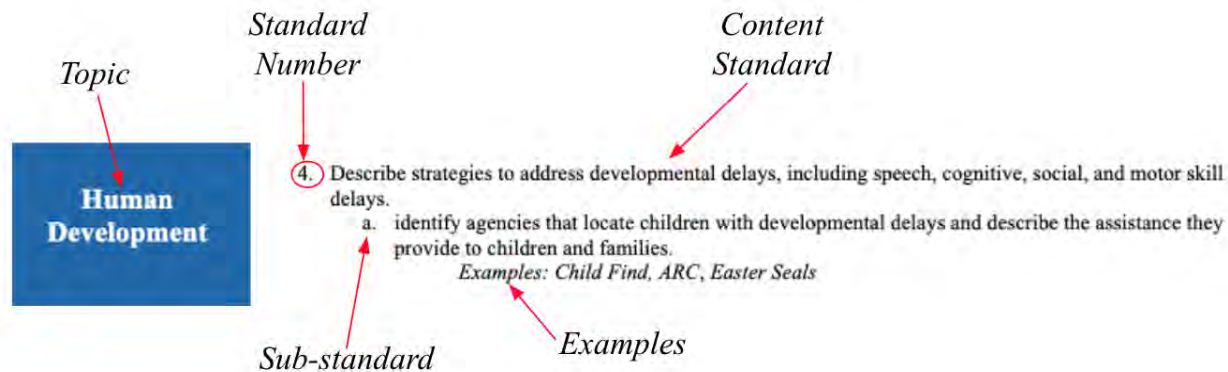 Standard
Number
Content
Standard
Topic
Human
Development
4. Describe strategies to address developmental delays, including speech, cognitive, social, and motor skill
delays.
a. identify agencies that locate children with developmental delays and describe the assistance they
provide to children and families.
Examples: Child Find, ARC, Easter Seals
Sub-standard
Examples